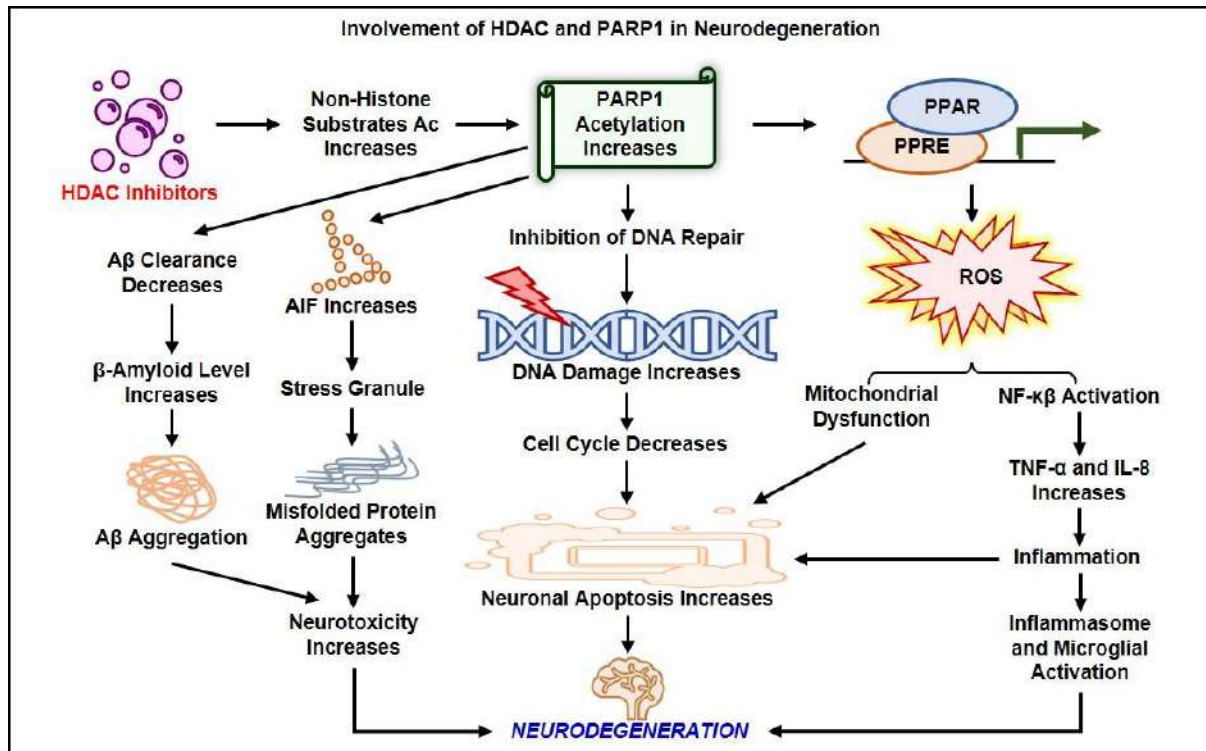 Involvement of HDAC and PARP1 in Neurodegeneration
HDAC Inhibitors
Non-Histone
Substrates Ac
Increases
PARP1
Acetylation
Increases
PPAR
PPRE
Aβ Clearance
Decreases
β-Amyloid Level
Increases
Aβ Aggregation
AIF Increases
Stress Granule
Misfolded Protein
Aggregates
Neurotoxicity
Increases
Inhibition of DNA Repair
DNA Damage Increases
Cell Cycle Decreases
Neuronal Apoptosis Increases
ROS
Mitochondrial
Dysfunction
NF-κβ Activation
TNF-α and IL-8
Increases
Inflammation
Inflammasome
and Microglial
Activation
NEURODEGENERATION